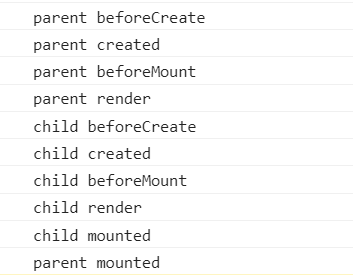 parent beforeCreate
parent created
parent beforeMount
parent render
child beforeCreate
child created
child beforeMount
child render
child mounted
parent mounted